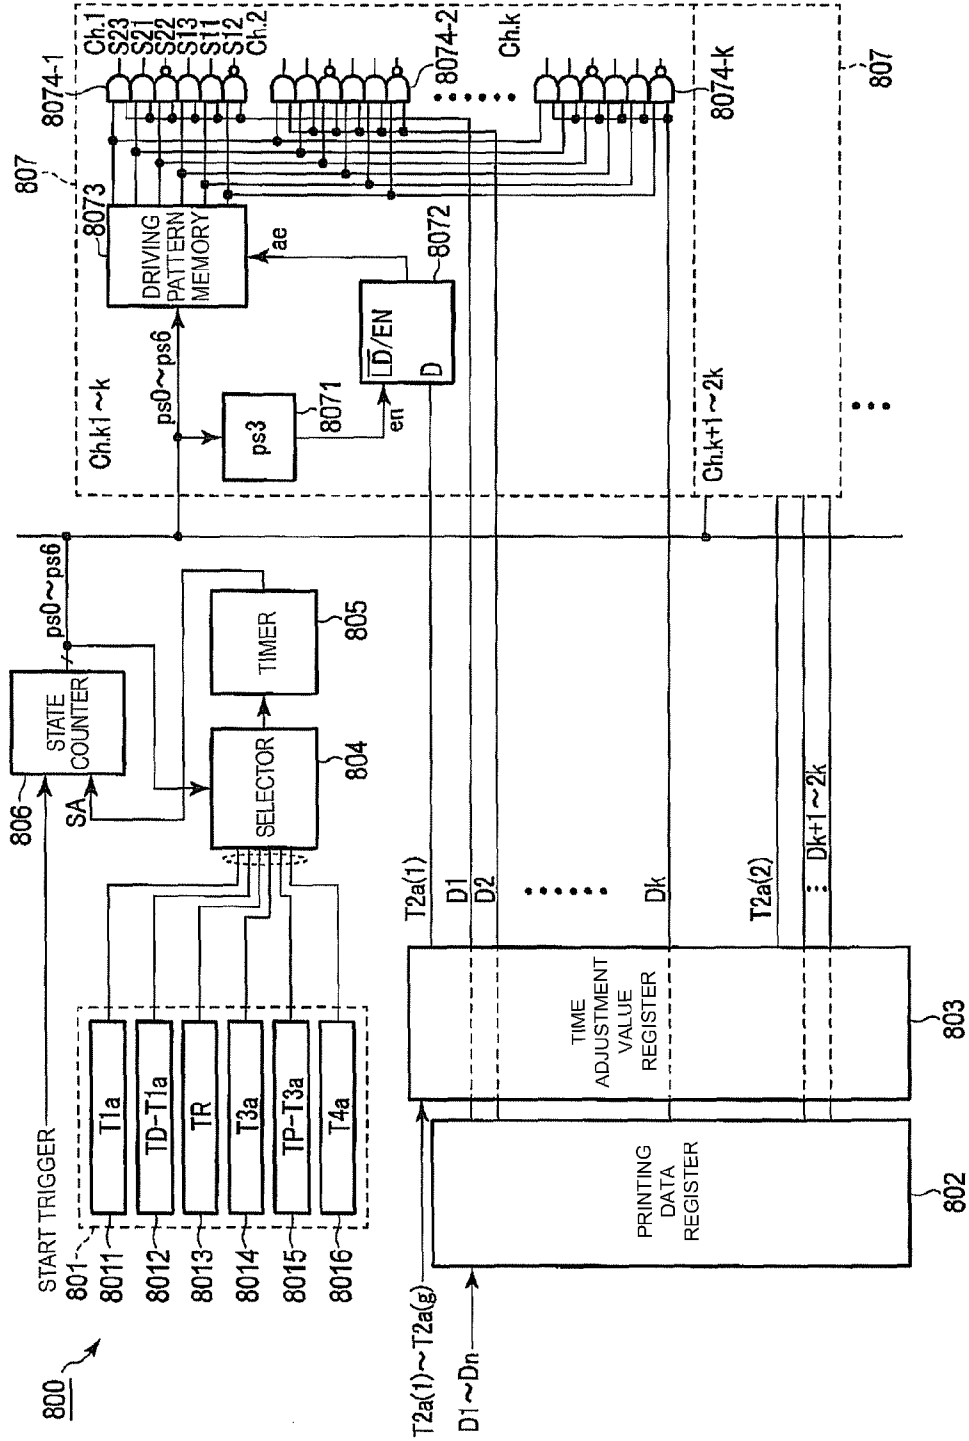 800
START TRIGGER
801
8011
T1a
8012
TD-T1a
8013
TR
8014
T3a
8015
TP-T3a
8016
T4a
806
STATE
COUNTER
SA
ps0~ps6
SELECTOR
804
TIMER
805
T2a(1)~T2a(g)
D1~Dn
PRINTING
DATA
REGISTER
802
TIME
ADJUSTMENT
VALUE
REGISTER
803
T2a(1)
D1
D2
......
Dk
T2a(2)
...
Dk+1~2k
807
Ch.k1~k
ps0~ps6
ps3
8071
en
LD/EN
D
8072
ae
8073
DRIVING
PATTERN
MEMORY
8074-1
Ch.1
S23
S21
S22
S13
S11
S12
Ch.2
8074-2
......
Ch.k
8074-k
Ch.k+1~2k
807
...